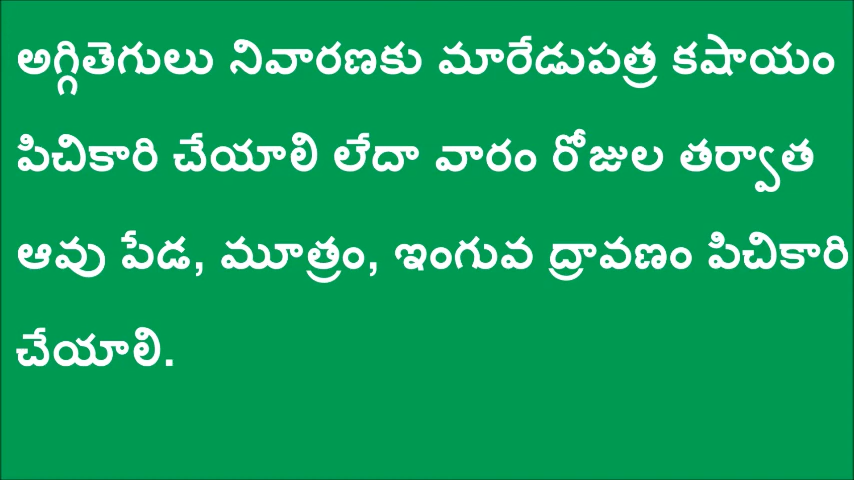 అగ్గితెగులు నివారణకు మారేడుపత్ర కషాయం
పిచికారి చేయాలి లేదా వారం రోజుల తర్వాత
ఆవు పేడ, మూత్రం, ఇంగువ ద్రావణం పిచికారి
చేయాలి.